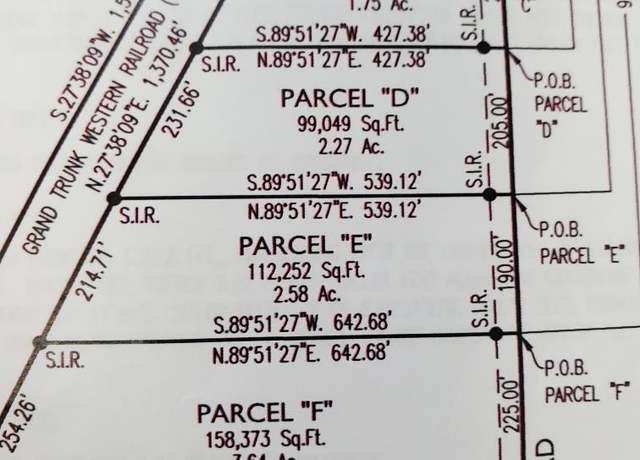 1.75 Ac.
S.89°51'27"W. 427.38'
N.89°51'27"E. 427.38'
S.I.R.
S.I.R.
S.27°38'09"W. 1,5
GRAND TRUNK WESTERN RAILROAD (
N.27°38'09"E. 1,370.46'
231.66'
PARCEL "D"
99,049 Sq.Ft.
2.27 Ac.
205.00'
P.O.B.
PARCEL
"D"
S.89°51'27"W. 539.12'
N.89°51'27"E. 539.12'
S.I.R.
S.I.R.
214.71'
PARCEL "E"
112,252 Sq.Ft.
2.58 Ac.
190.00'
P.O.B.
PARCEL "E"
S.89°51'27"W. 642.68'
N.89°51'27"E. 642.68'
S.I.R.
S.I.R.
254.26'
PARCEL "F"
158,373 Sq.Ft.
225.00'
P.O.B.
PARCEL "F"